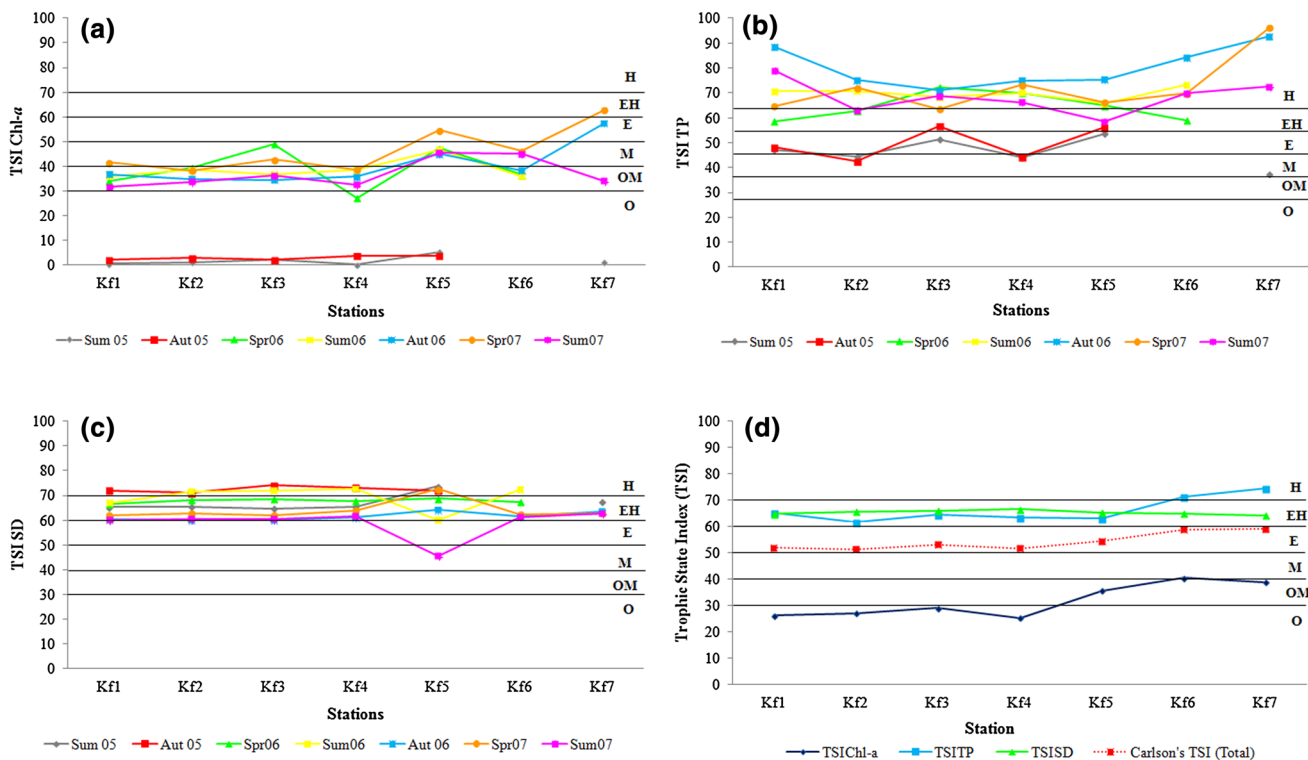 (a)
TSI Chl-a
100
90
80
70
60
50
40
30
20
10
0
H
EH
E
M
OM
O
Kf1 Kf2 Kf3 Kf4 Kf5 Kf6 Kf7
Stations
Sum 05 Aut 05 Spr06 Sum06 Aut 06 Spr07 Sum07
(b)
TSI TP
100
90
80
70
60
50
40
30
20
10
0
H
EH
E
M
OM
O
Kf1 Kf2 Kf3 Kf4 Kf5 Kf6 Kf7
Stations
Sum 05 Aut 05 Spr06 Sum06 Aut 06 Spr07 Sum07
(c)
TSI SD
100
90
80
70
60
50
40
30
20
10
0
H
EH
E
M
OM
O
Kf1 Kf2 Kf3 Kf4 Kf5 Kf6 Kf7
Stations
Sum 05 Aut 05 Spr06 Sum06 Aut 06 Spr07 Sum07
(d)
Trophic State Index (TSI)
100
90
80
70
60
50
40
30
20
10
0
H
EH
E
M
OM
O
Kf1 Kf2 Kf3 Kf4 Kf5 Kf6 Kf7
Station
TSIChl-a TSITP TSISD Carlson's TSI (Total)